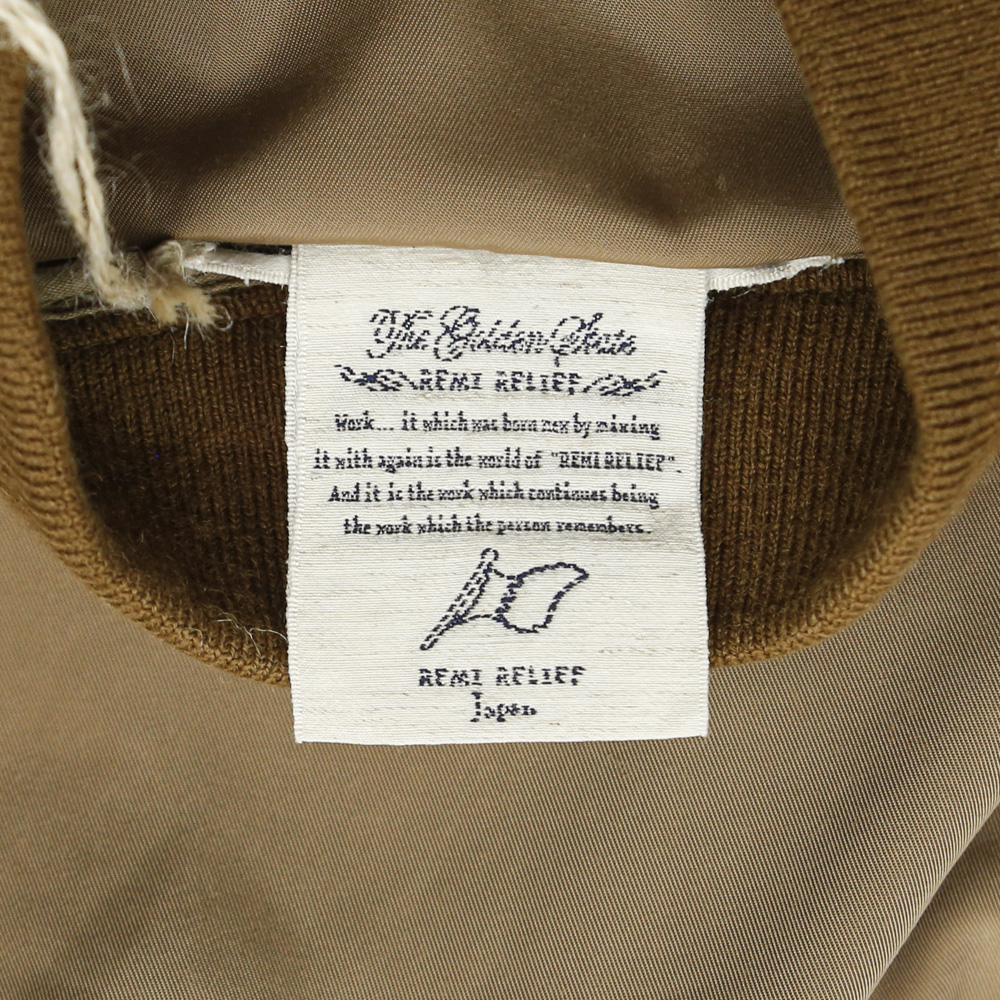 The Golden State
REMI RELIEF
Work... it which was born new by mixing
it with again is the world of "REMI RELIEF".
And it is the work which continues being
the work which the person remembers.
REMI RELIEF
Japan